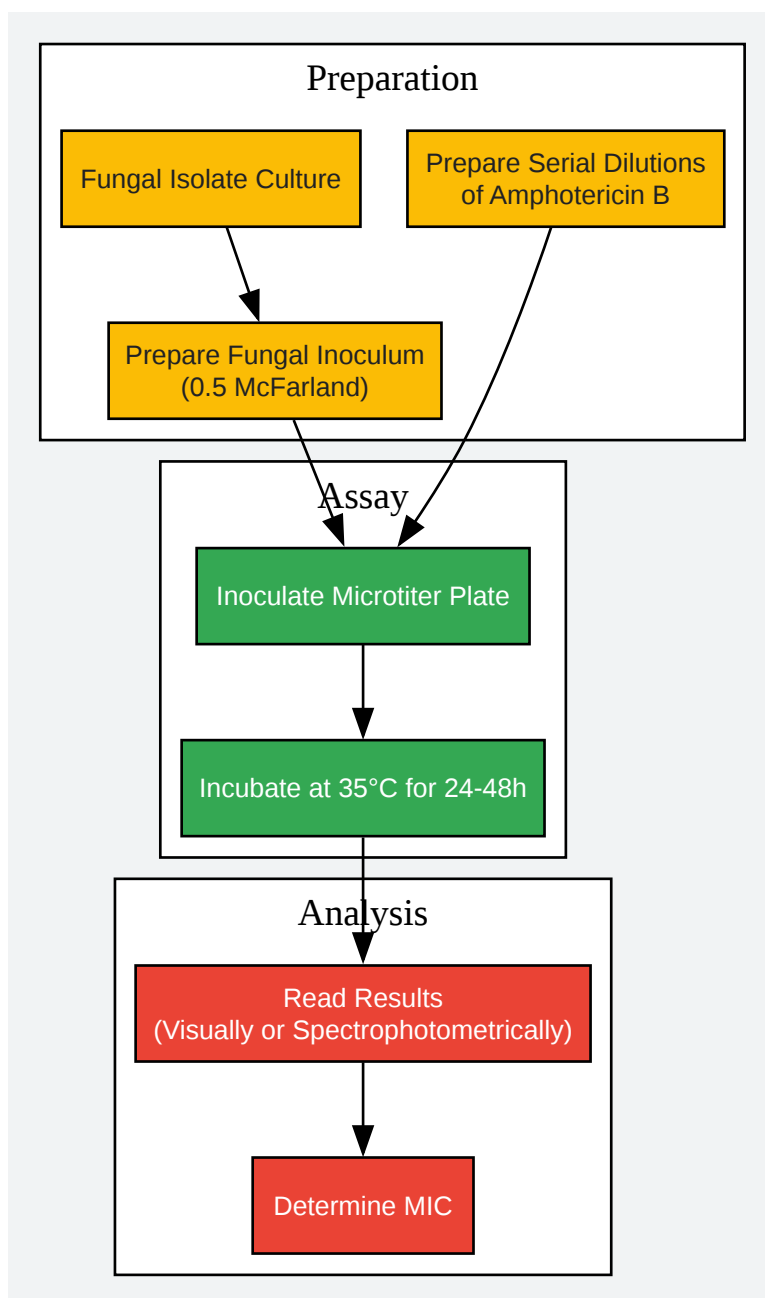 Preparation
Fungal Isolate Culture
Prepare Serial Dilutions
of Amphotericin B
Prepare Fungal Inoculum
(0.5 McFarland)
Assay
Inoculate Microtiter Plate
Incubate at 35°C for 24-48h
Analysis
Read Results
(Visually or Spectrophotometrically)
Determine MIC